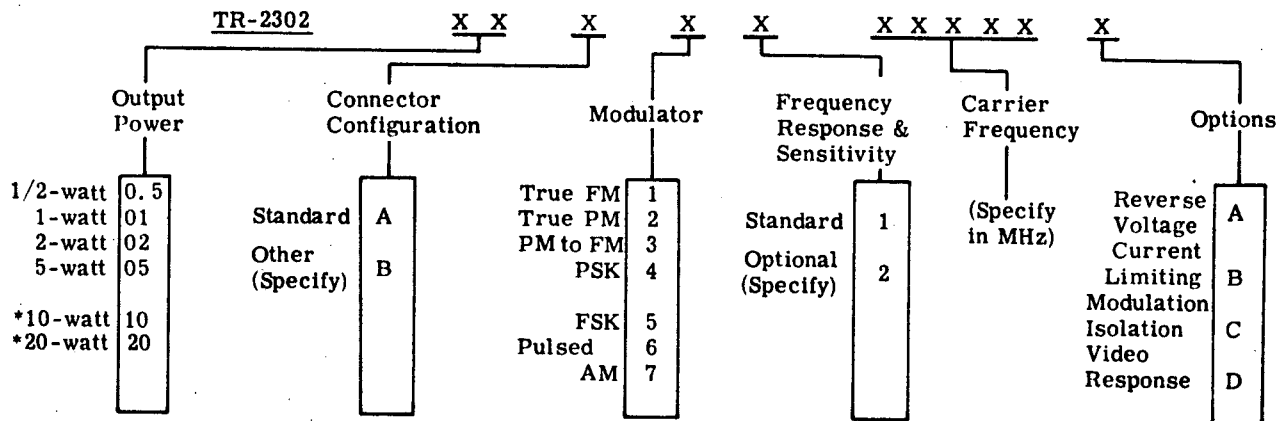 TR-2302 X X X X X X X X X X X
Output Power
1/2-watt 0.5
1-watt 01
2-watt 02
5-watt 05
*10-watt 10
*20-watt 20
Connector Configuration
Standard A
Other (Specify) B
Modulator
True FM 1
True PM 2
PM to FM 3
PSK 4
FSK 5
Pulsed 6
AM 7
Frequency Response & Sensitivity
Standard 1
Optional (Specify) 2
Carrier Frequency
(Specify in MHz)
Options
Reverse Voltage A
Current Limiting B
Modulation Isolation C
Video Response D